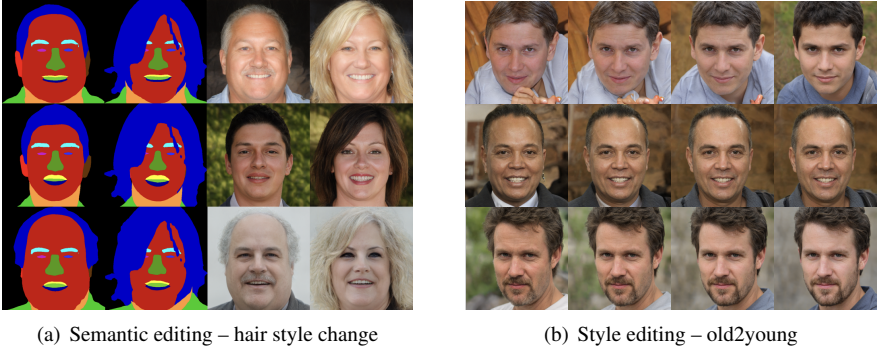 (a) Semantic editing – hair style change
(b) Style editing – old2young